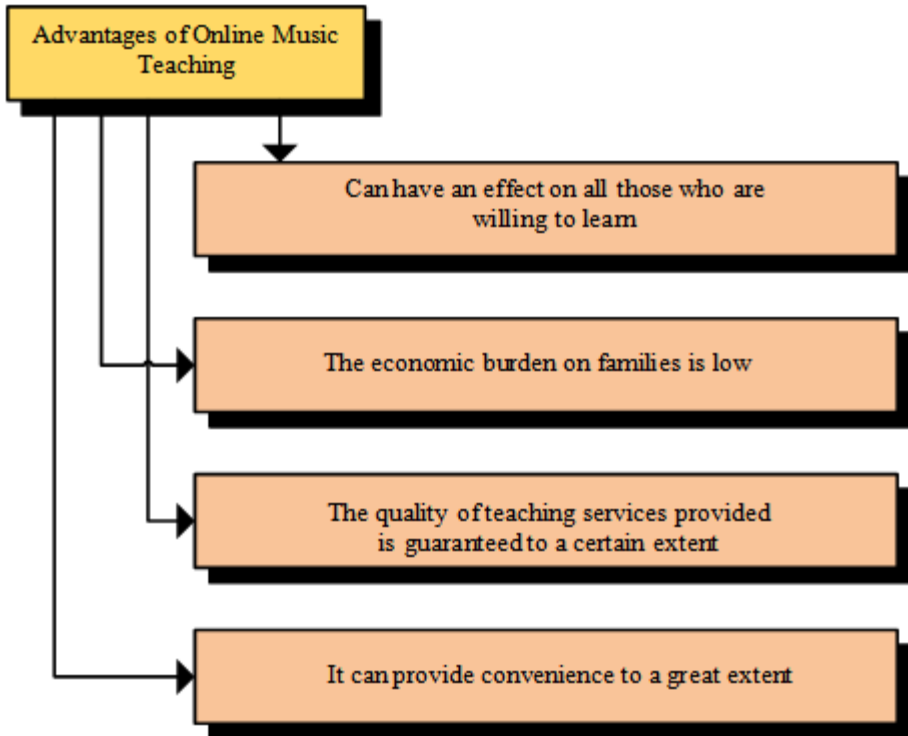 Advantages of Online Music
Teaching
Can have an effect on all those who are
willing to learn
The economic burden on families is low
The quality of teaching services provided
is guaranteed to a certain extent
It can provide convenience to a great extent